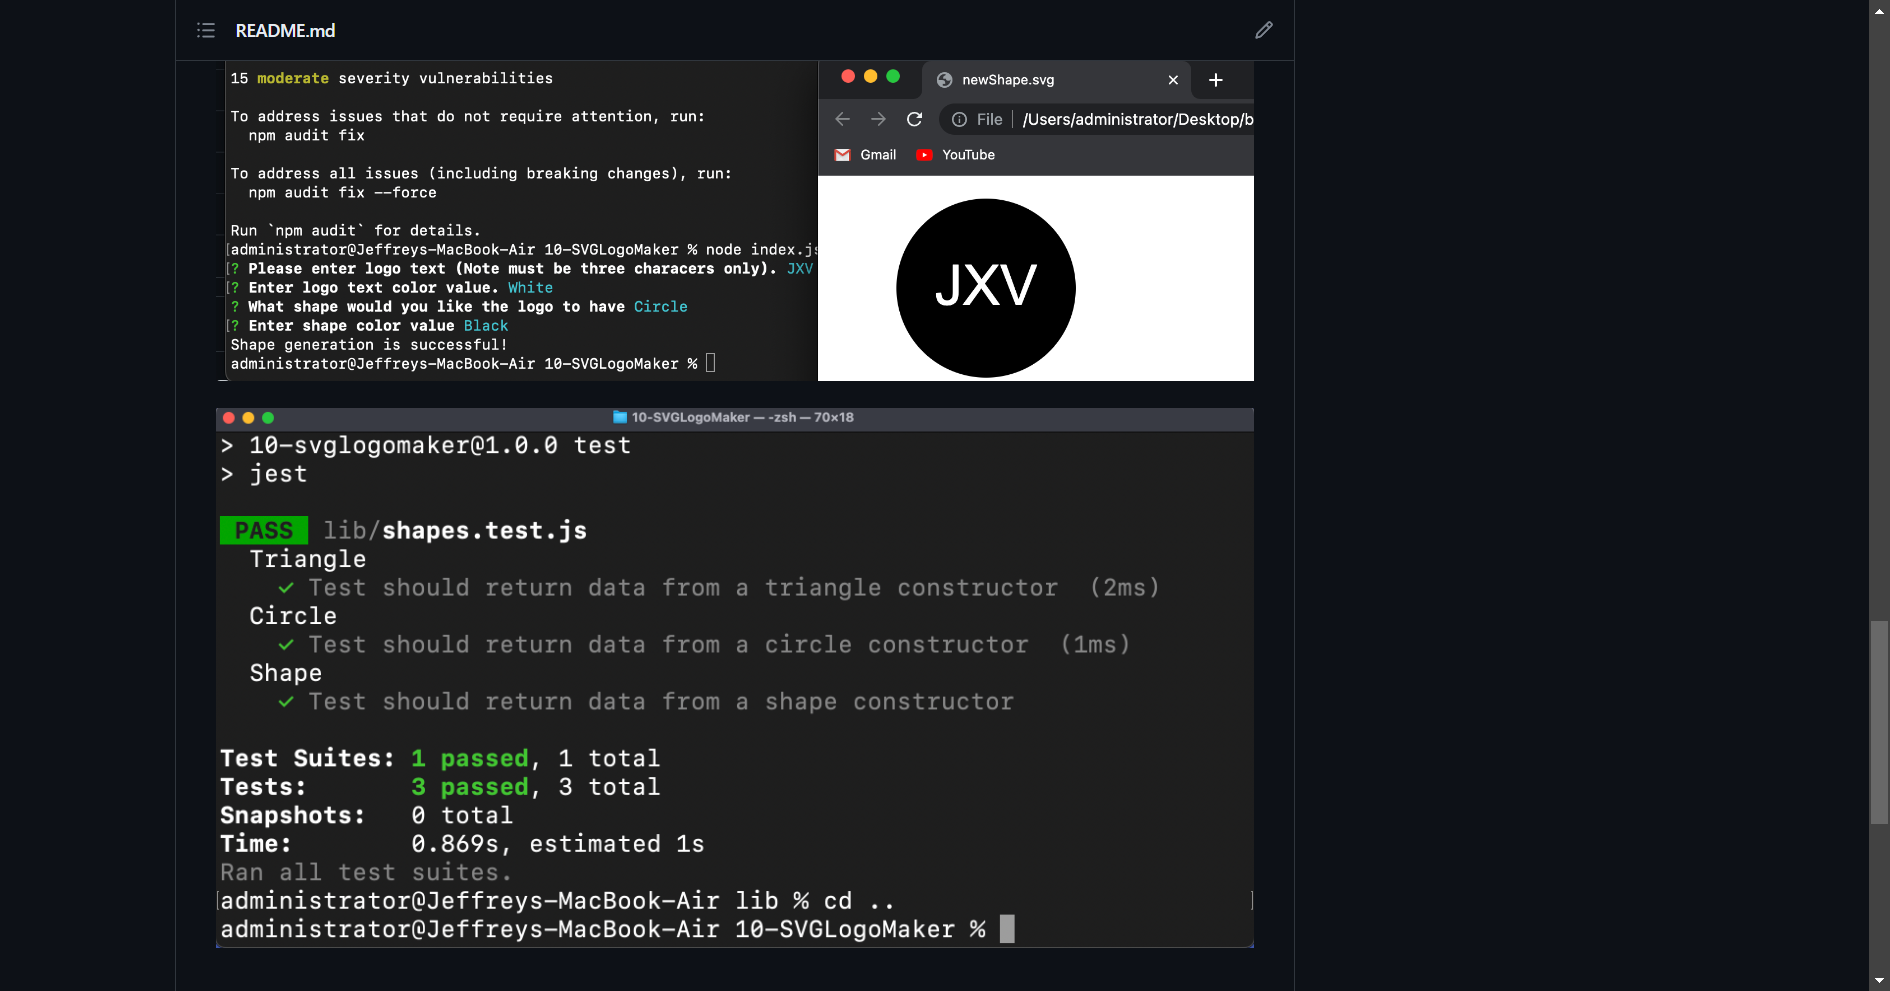 README.md
15 moderate severity vulnerabilities
To address issues that do not require attention, run:
npm audit fix
To address all issues (including breaking changes), run:
npm audit fix --force
Run `npm audit` for details.
[administrator@Jeffreys-MacBook-Air 10-SVGLogoMaker % node index.js
[? Please enter logo text (Note must be three characers only). JXV
[? Enter logo text color value. White
? What shape would you like the logo to have Circle
[? Enter shape color value Black
Shape generation is successful!
administrator@Jeffreys-MacBook-Air 10-SVGLogoMaker %
newShape.svg
File | /Users/administrator/Desktop/b
Gmail YouTube
JXV
10-SVGLogoMaker — -zsh — 70×18
> 10-svglogomaker@1.0.0 test
> jest
PASS lib/shapes.test.js
Triangle
✓ Test should return data from a triangle constructor (2ms)
Circle
✓ Test should return data from a circle constructor (1ms)
Shape
✓ Test should return data from a shape constructor
Test Suites: 1 passed, 1 total
Tests: 3 passed, 3 total
Snapshots: 0 total
Time: 0.869s, estimated 1s
Ran all test suites.
[administrator@Jeffreys-MacBook-Air lib % cd .. ]
administrator@Jeffreys-MacBook-Air 10-SVGLogoMaker %